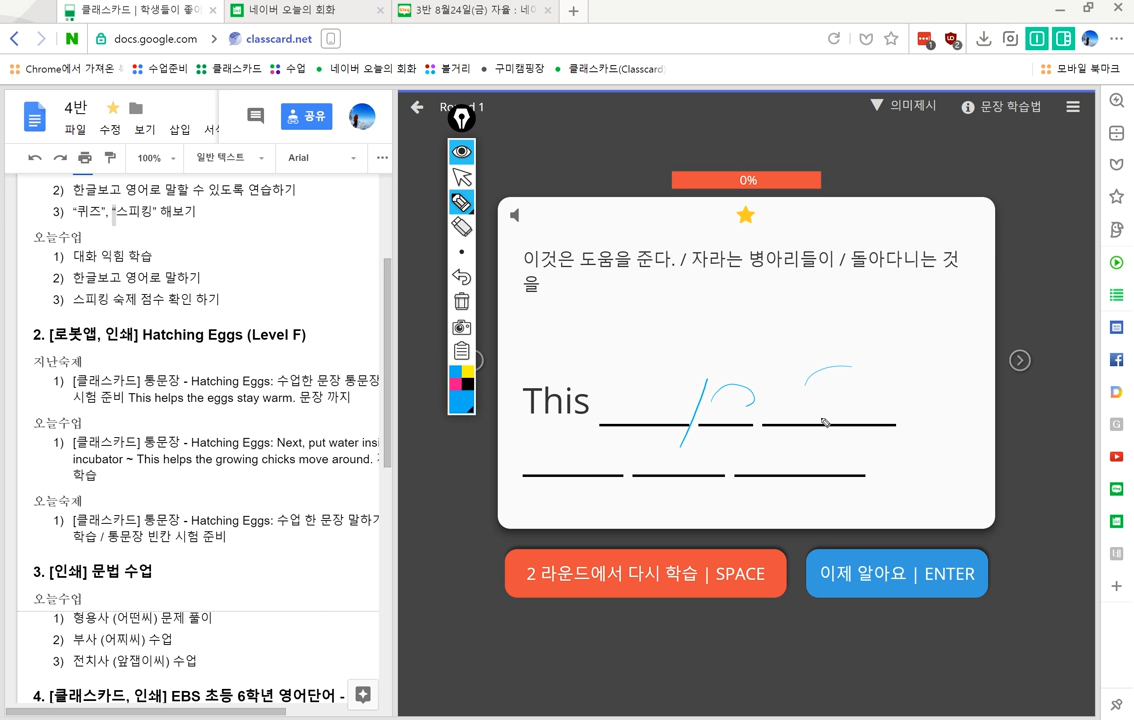 클래스카드 | 학생들이 좋아
네이버 오늘의 회화
3반 8월24일(금) 자율 : 네이
docs.google.com
classcard.net
Chrome에서 가져온
수업준비
클래스카드
수업
네이버 오늘의 회화
볼거리
구미캠핑장
클래스카드(Classcard
모바일 북마크
4반
파일 수정 보기 삽입 서식
공유
100% 일반 텍스트 Arial
2) 한글보고 영어로 말할 수 있도록 연습하기
3) “퀴즈”, “스피킹” 해보기
오늘수업
1) 대화 익힘 학습
2) 한글보고 영어로 말하기
3) 스피킹 숙제 점수 확인 하기
2. [로봇앱, 인쇄] Hatching Eggs (Level F)
지난숙제
1) [클래스카드] 통문장 - Hatching Eggs: 수업한 문장 통문장
시험 준비 This helps the eggs stay warm. 문장 까지
오늘수업
1) [클래스카드] 통문장 - Hatching Eggs: Next, put water insi
incubator ~ This helps the growing chicks move around.
학습
오늘숙제
1) [클래스카드] 통문장 - Hatching Eggs: 수업 한 문장 말하기
학습 / 통문장 빈칸 시험 준비
3. [인쇄] 문법 수업
오늘수업
1) 형용사 (어떤씨) 문제 풀이
2) 부사 (어찌씨) 수업
3) 전치사 (앞잽이씨) 수업
4. [클래스카드, 인쇄] EBS 초등 6학년 영어단어 -
Round 1
의미제시
문장 학습법
0%
이것은 도움을 준다. / 자라는 병아리들이 / 돌아다니는 것
을
This
2 라운드에서 다시 학습 | SPACE
이제 알아요 | ENTER